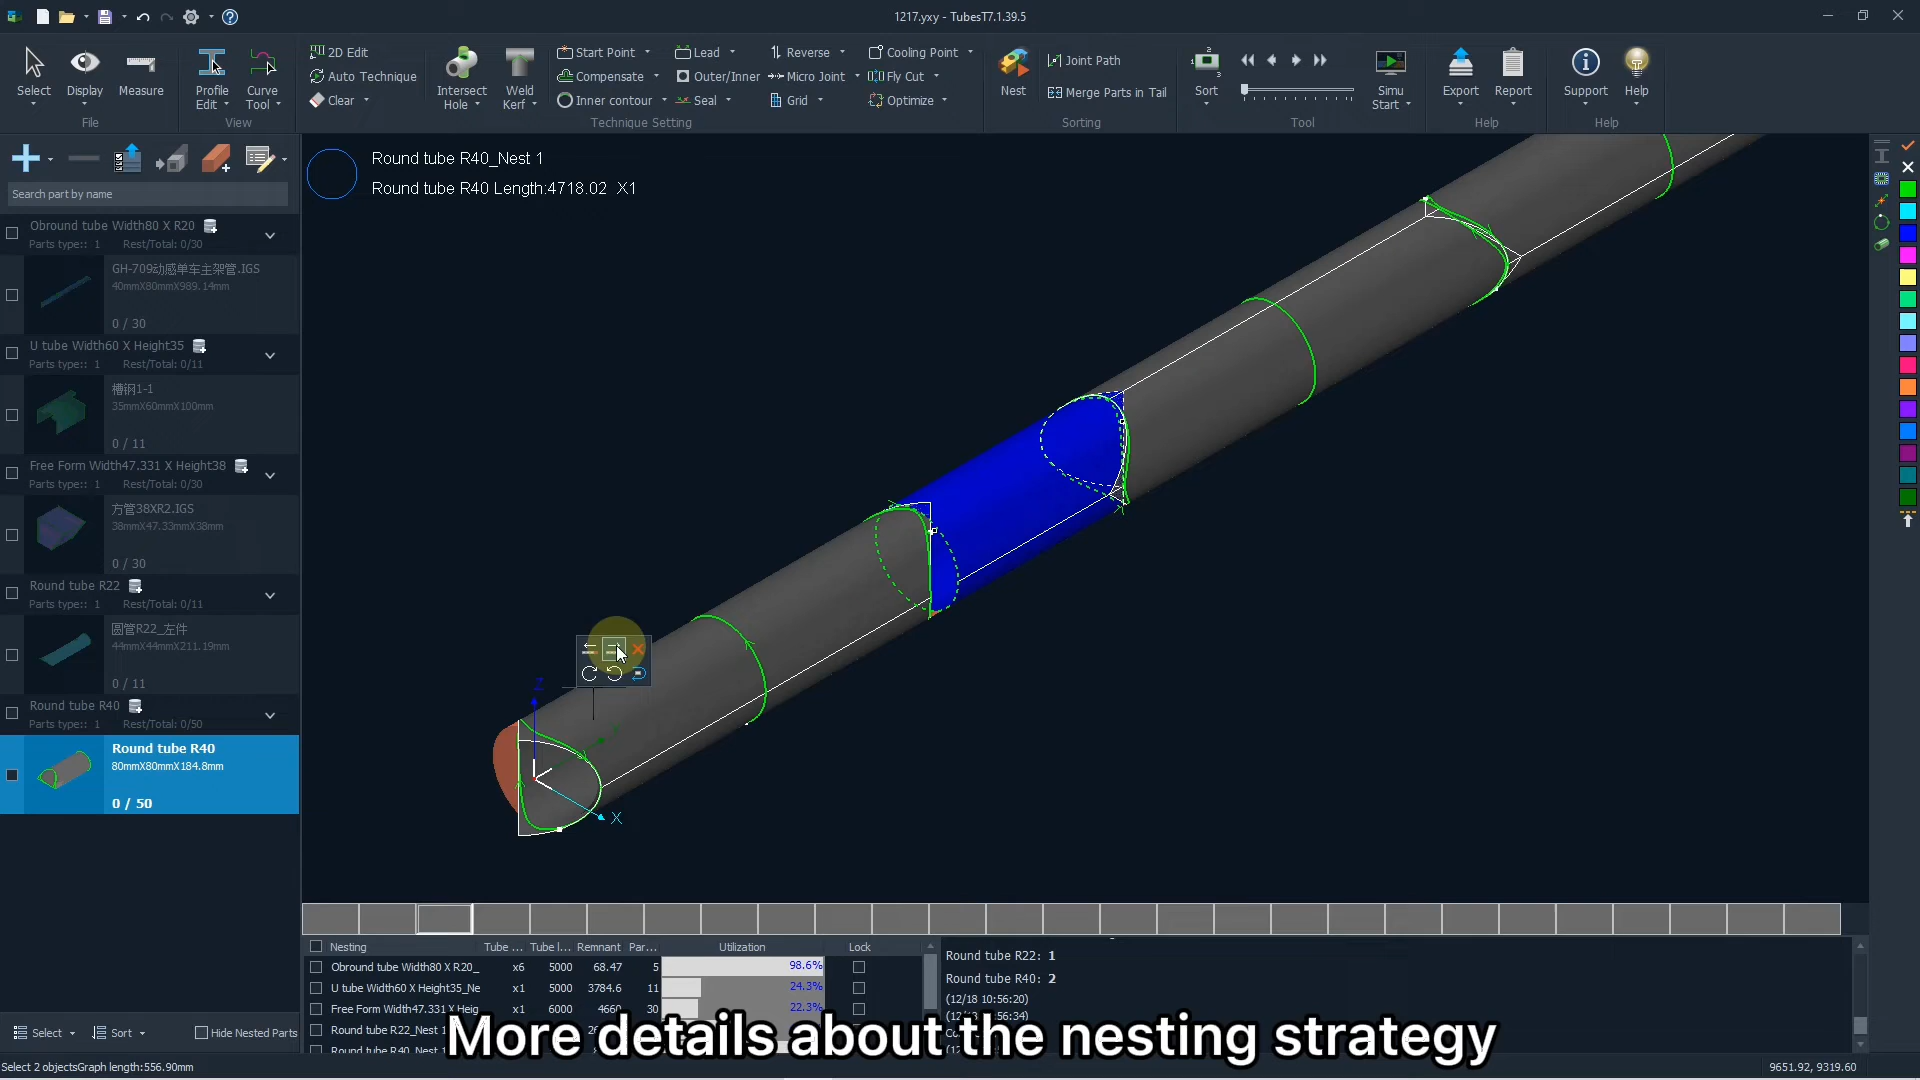 1217.yxy - TubesT7.1.39.5
Select
Display
Measure
File
Profile
Edit
Curve
Tool
View
2D Edit
Auto Technique
Clear
Intersect
Hole
Weld
Kerf
Start Point
Lead
Reverse
Cooling Point
Compensate
Outer/Inner
Micro Joint
Fly Cut
Inner contour
Seal
Grid
Optimize
Technique Setting
Nest
Joint Path
Merge Parts in Tail
Sorting
Sort
Simu
Start
Tool
Export
Report
Help
Support
Help
Help
Search part by name
Obround tube Width80 X R20
Parts type:: 1 Rest/Total: 0/30
GH-709动感单车主架管.IGS
40mmX80mmX989.14mm
0 / 30
U tube Width60 X Height35
Parts type:: 1 Rest/Total: 0/11
槽钢1-1
35mmX60mmX100mm
0 / 11
Free Form Width47.331 X Height38
Parts type:: 1 Rest/Total: 0/30
方管38XR2.IGS
38mmX47.33mmX38mm
0 / 30
Round tube R22
Parts type:: 1 Rest/Total: 0/11
圆管R22_左件
44mmX44mmX211.19mm
0 / 11
Round tube R40
Parts type:: 1 Rest/Total: 0/50
Round tube R40
80mmX80mmX184.8mm
0 / 50
Select
Sort
Hide Nested Parts
Round tube R40_Nest 1
Round tube R40 Length:4718.02 X1
Z
X
Nesting Tube ... Tube l... Remnant Par... Utilization Lock
Obround tube Width80 X R20_ x6 5000 68.47 5 98.6%
U tube Width60 X Height35_Ne x1 5000 3784.6 11 24.3%
Free Form Width47.331 X Heig x1 6000 4660 30 22.3%
Round tube R22_Nest 1
Round tube R40_Nest 1
Round tube R22: 1
Round tube R40: 2
(12/18 10:56:20)
More details about the nesting strategy
Select 2 objectsGraph length:556.90mm
9651.92, 9319.60